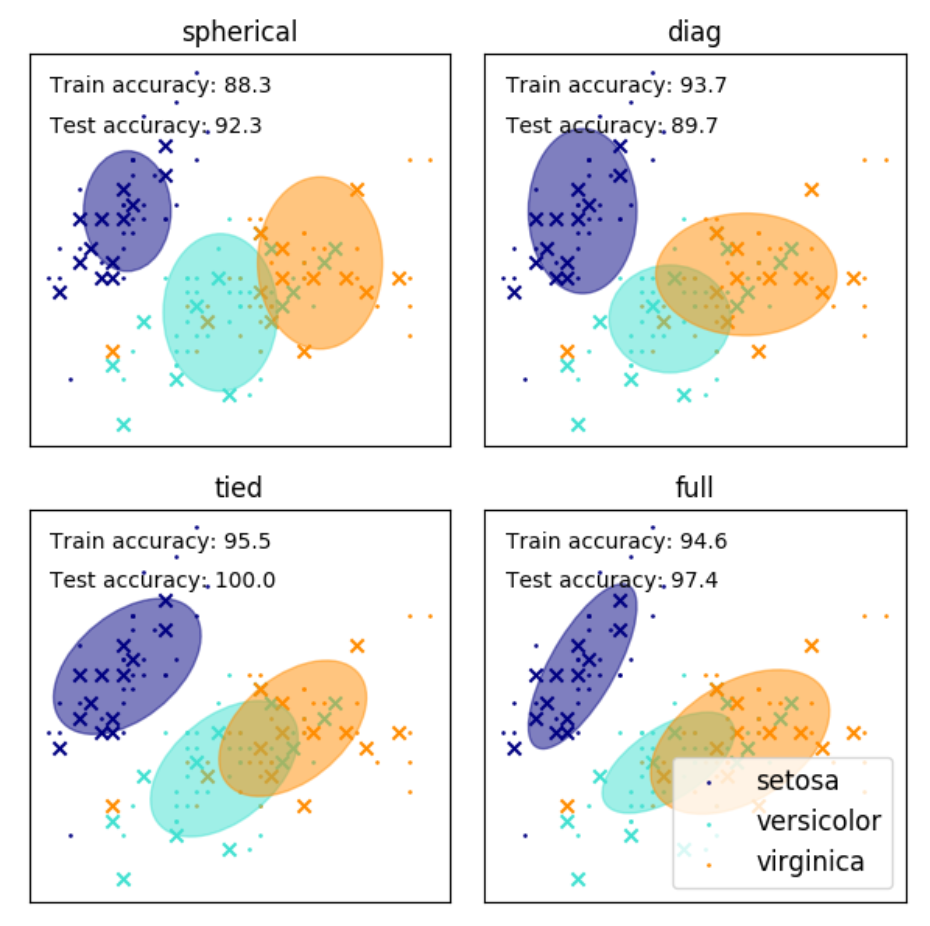 spherical
Train accuracy: 88.3
Test accuracy: 92.3
diag
Train accuracy: 93.7
Test accuracy: 89.7
tied
Train accuracy: 95.5
Test accuracy: 100.0
full
Train accuracy: 94.6
Test accuracy: 97.4
setosa
versicolor
virginica